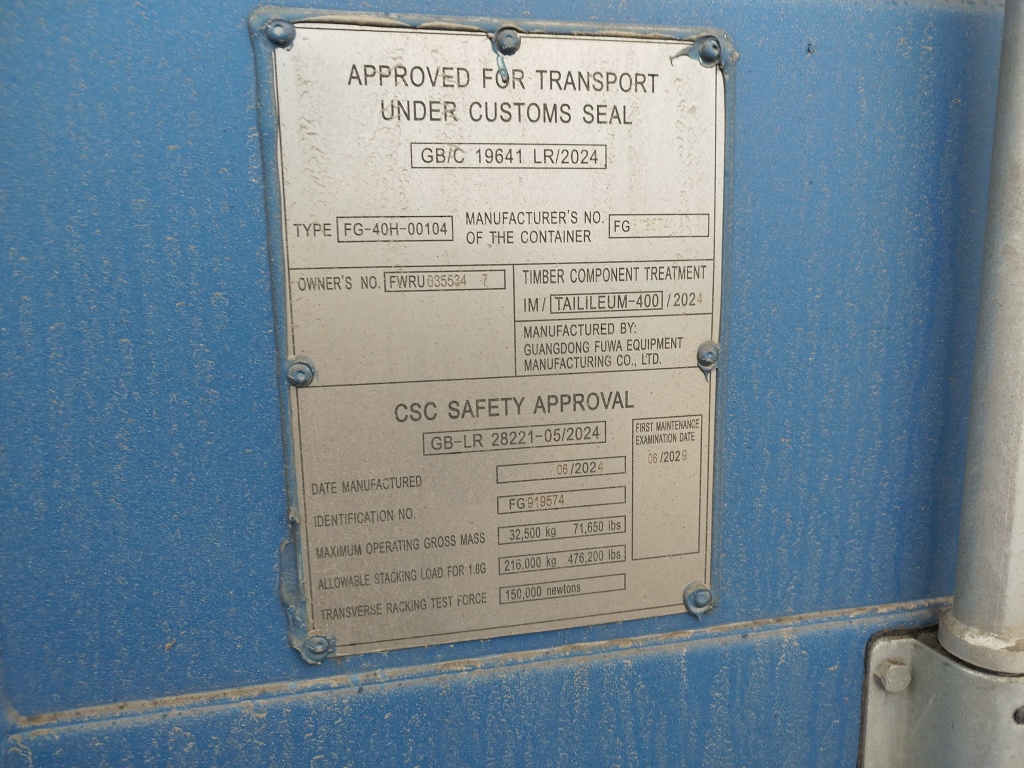 APPROVED FOR TRANSPORT
UNDER CUSTOMS SEAL
GB/C 19641 LR/2024
TYPE FG-40H-00104
MANUFACTURER'S NO.
OF THE CONTAINER
FG
OWNER'S NO. FWRU 035534 7
TIMBER COMPONENT TREATMENT
IM / TAILILEUM-400 / 2024
MANUFACTURED BY:
GUANGDONG FUWA EQUIPMENT
MANUFACTURING CO., LTD.
CSC SAFETY APPROVAL
GB-LR 28221-05/2024
FIRST MAINTENANCE
EXAMINATION DATE
06 /2029
DATE MANUFACTURED 06 /2024
IDENTIFICATION NO. FG 919574
MAXIMUM OPERATING GROSS MASS 32,500 kg 71,650 lbs
ALLOWABLE STACKING LOAD FOR 1.8G 216,000 kg 476,200 lbs
TRANSVERSE RACKING TEST FORCE 150,000 newtons